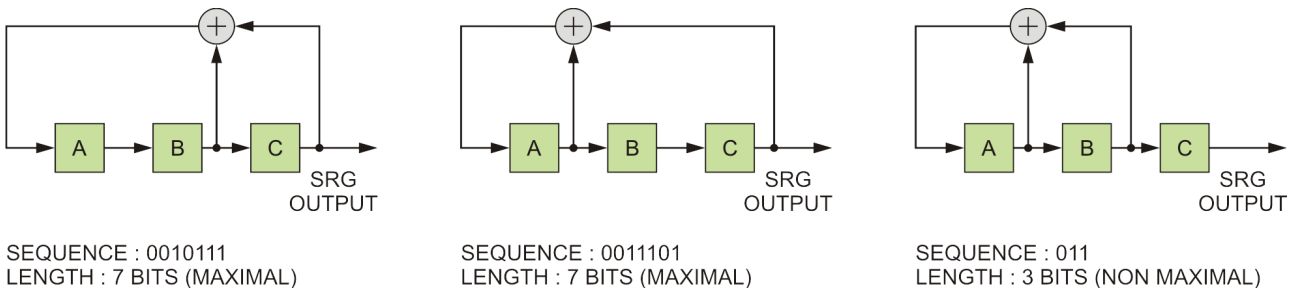 +
A
B
C
SRG
OUTPUT
SEQUENCE : 0010111
LENGTH : 7 BITS (MAXIMAL)
+
A
B
C
SRG
OUTPUT
SEQUENCE : 0011101
LENGTH : 7 BITS (MAXIMAL)
+
A
B
C
SRG
OUTPUT
SEQUENCE : 011
LENGTH : 3 BITS (NON MAXIMAL)